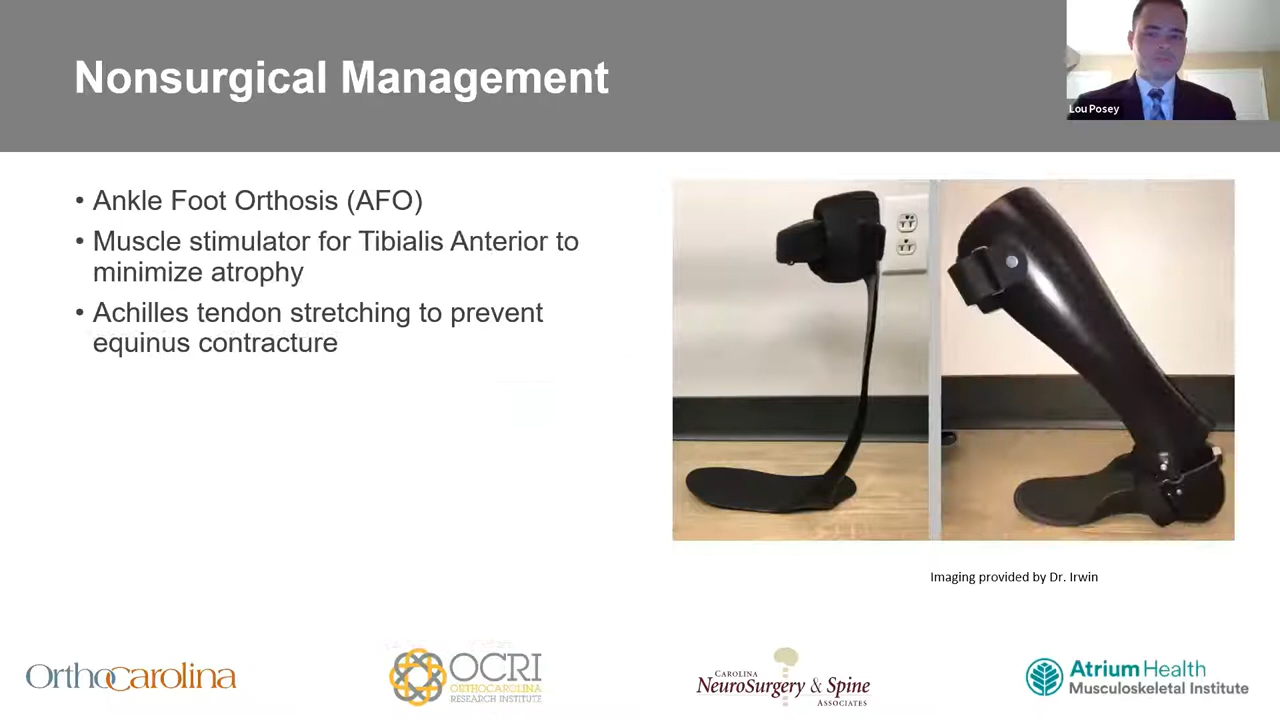 Nonsurgical Management
Lou Posey
• Ankle Foot Orthosis (AFO)
• Muscle stimulator for Tibialis Anterior to
minimize atrophy
• Achilles tendon stretching to prevent
equinus contracture
Imaging provided by Dr. Irwin
OrthoCarolina
OCRI
ORTHOCAROLINA
RESEARCH INSTITUTE
CAROLINA
NEUROSURGERY & SPINE
ASSOCIATES
Atrium Health
Musculoskeletal Institute